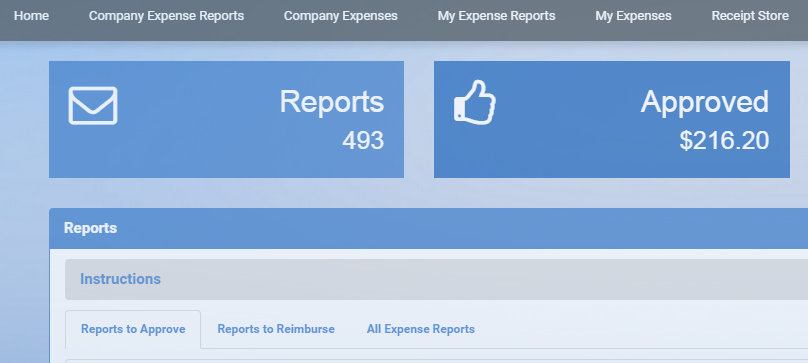 Home Company Expense Reports Company Expenses My Expense Reports My Expenses Receipt Store
Reports
493
Approved
$216.20
Reports
Instructions
Reports to Approve Reports to Reimburse All Expense Reports